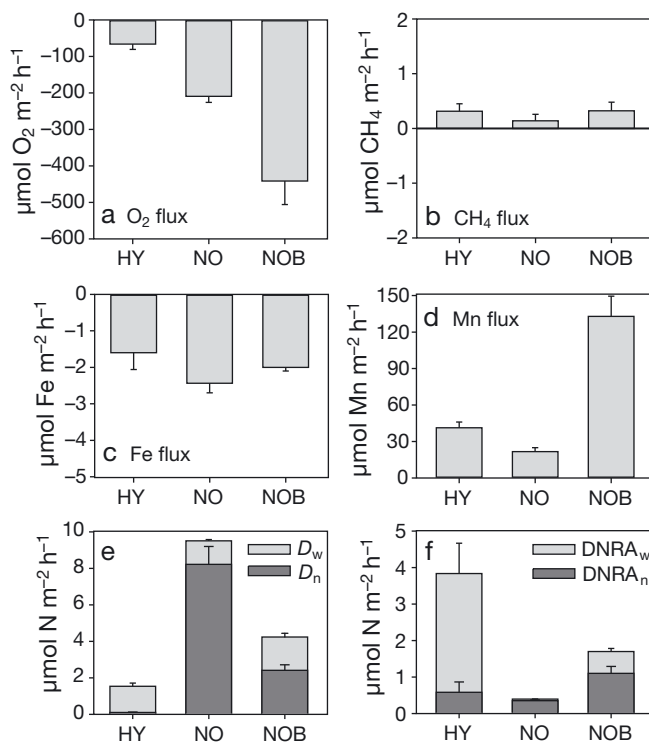 0
−100
−200
−300
−400
−500
−600
µmol O2 m−2 h−1
a O2 flux
HY NO NOB
2
1
0
−1
−2
µmol CH4 m−2 h−1
b CH4 flux
HY NO NOB
0
−1
−2
−3
−4
−5
µmol Fe m−2 h−1
c Fe flux
HY NO NOB
150
120
90
60
30
0
µmol Mn m−2 h−1
d Mn flux
HY NO NOB
10
8
6
4
2
0
µmol N m−2 h−1
e
Dw
Dn
HY NO NOB
5
4
3
2
1
0
µmol N m−2 h−1
f
DNRAw
DNRAn
HY NO NOB